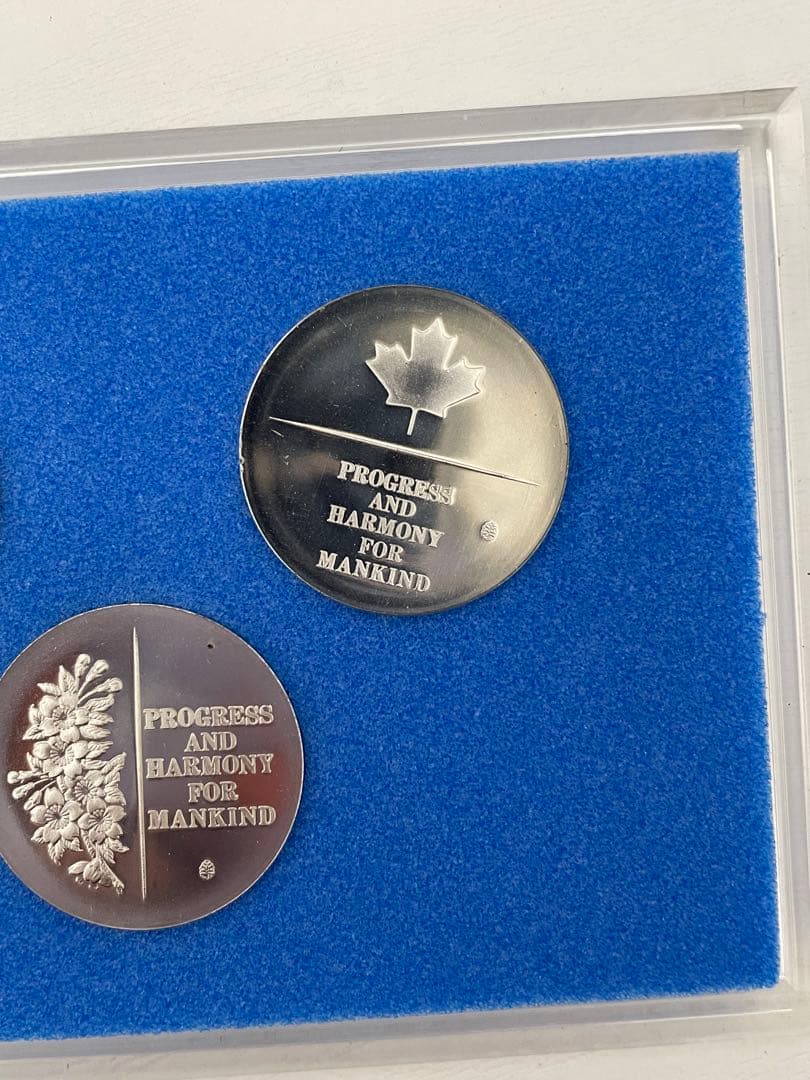 PROGRESS
AND
HARMONY
FOR
MANKIND
PROGRESS
AND
HARMONY
FOR
MANKIND